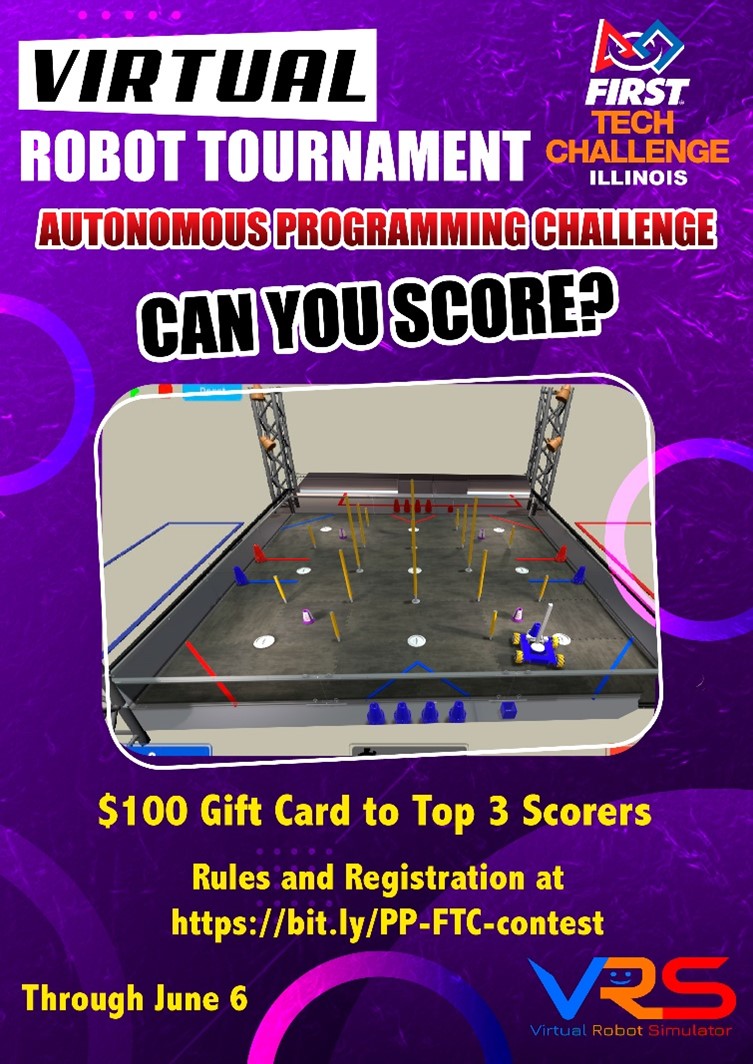 VIRTUAL
ROBOT TOURNAMENT
FIRST
TECH
CHALLENGE
ILLINOIS
AUTONOMOUS PROGRAMMING CHALLENGE
CAN YOU SCORE?
$100 Gift Card to Top 3 Scorers
Rules and Registration at
https://bit.ly/PP-FTC-contest
Through June 6
VRS
Virtual Robot Simulator